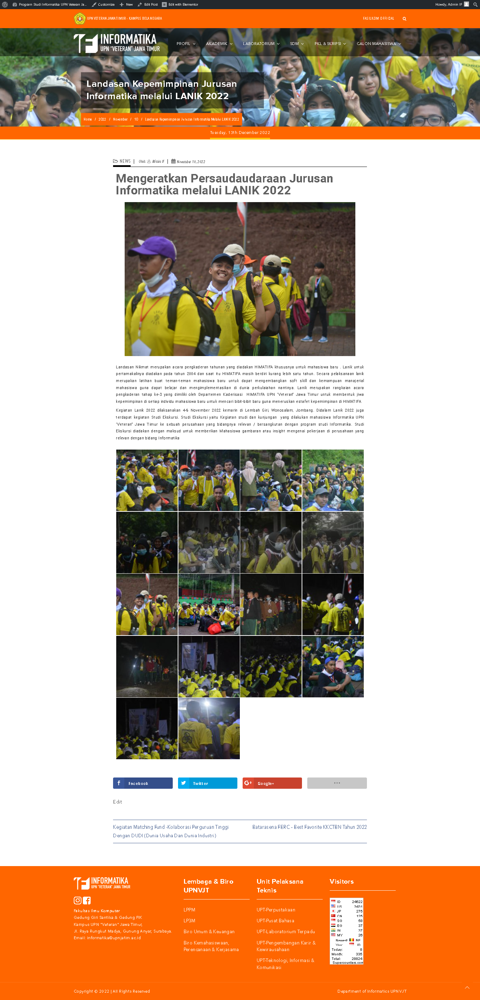 Program Studi Informatika UPN Veteran Ja... Customize New Edit Post Edit with Elementor Howdy, Admin IF
UPN VETERAN JAWA TIMUR - KAMPUS BELA NEGARA FASILKOM OFFICIAL
INFORMATIKA
UPN "VETERAN" JAWA TIMUR
PROFIL AKADEMIK LABORATORIUM SDM PKL & SKRIPSI CALON MAHASISWA
Landasan Kepemimpinan Jurusan
Informatika melalui LANIK 2022
Home / 2022 / November / 10 / Landasan Kepemimpinan Jurusan Informatika Melalui LANIK 2022
Tuesday, 13th December 2022
NEWS | Oleh: Admin IF | November 10, 2022
Mengeratkan Persaudaudaraan Jurusan
Informatika melalui LANIK 2022
LANIK
2022
Landasan Nikmat merupakan acara pengkaderan tahunan yang diadakan HIMATIFA khususnya untuk mahasiswa baru . Lanik untuk
pertamakalinya diadakan pada tahun 2004 dan saat itu HIMATIFA masih berdiri kurang lebih satu tahun. Secara pelaksanaan lanik
merupakan latihan buat teman-teman mahasiswa baru untuk dapat mengembangkan soft skill dan kemampuan manajerial
mahasiswa guna dapat belajar dan mengimplementasikan di dunia perkulaiahan nantinya. Lanik merupakan rangkaian acara
pengkaderan tahap ke-3 yang dimiliki oleh Departemen Kaderisasi HIMATIFA UPN "Veteran" Jawa Timur untuk membentuk jiwa
kepemimpinan di setiap individu mahasiswa baru untuk mencari bibit-bibit baru guna meneruskan estafet kepemimpinan di HIMATIFA
Kegiatan Lanik 2022 dilaksanakan 4-6 November 2022 kemarin di Lembah Giri, Wonosalam, Jombang. Didalam Lanik 2022 juga
terdapat kegiatan Studi Ekskursi. Studi Ekskursi yaitu Kegiatan studi dan kunjungan yang dilakukan mahasiswa Informatika UPN
"Veteran" Jawa Timur ke sebuah perusahaan yang bidangnya relevan / bersangkutan dengan program studi Informatika. Studi
Ekskursi diadakan dengan maksud untuk memberikan Mahasiswa gambaran atau insight mengenai pekerjaan di perusahaan yang
relevan dengan bidang Informatika
Facebook Twitter Google+
Edit
Kegiatan Matching Fund -Kolaborasi Perguruan Tinggi
Dengan DUDI (Dunia Usaha Dan Dunia Industri)
Batarasena FERC - Best Favorite KKCTBN Tahun 2022
INFORMATIKA
UPN "VETERAN" JAWA TIMUR
Fakultas Ilmu Komputer
Gedung Giri Santika & Gedung FIK
Kampus UPN "Veteran" Jawa Timur,
Jl. Raya Rungkut Madya, Gunung Anyar, Surabaya.
Email: informatika@upnjatim.ac.id
Lembaga & Biro
UPNVJT
LPPM
LP3M
Biro Umum & Keuangan
Biro Kemahasiswaan,
Perencanaan & Kerjasama
Unit Pelaksana
Teknis
UPT-Perpustakaan
UPT-Pusat Bahasa
UPT-Laboratorium Terpadu
UPT-Pengembangan Karir &
Kewirausahaan
UPT-Teknologi, Informasi &
Komunikasi
Visitors
ID 24622
US 3431
JP 275
CN 125
SG 58
EG 37
IN 37
MY 26
Newest: BE
You: ID
Today: 8
Month: 335
Total: 28824
Supercounters.com
Copyright © 2022 | All Rights Reserved
Department of Informatics UPNVJT